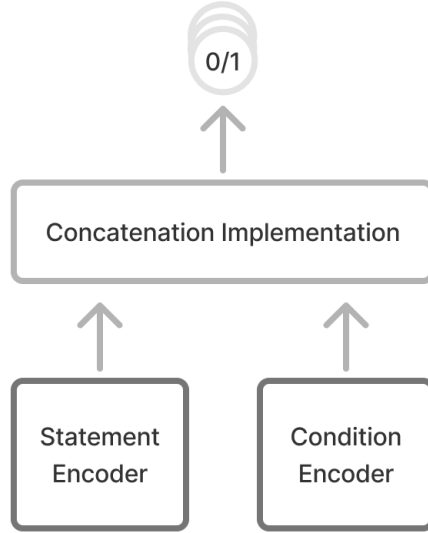 0/1
Concatenation Implementation
Statement
Encoder
Condition
Encoder